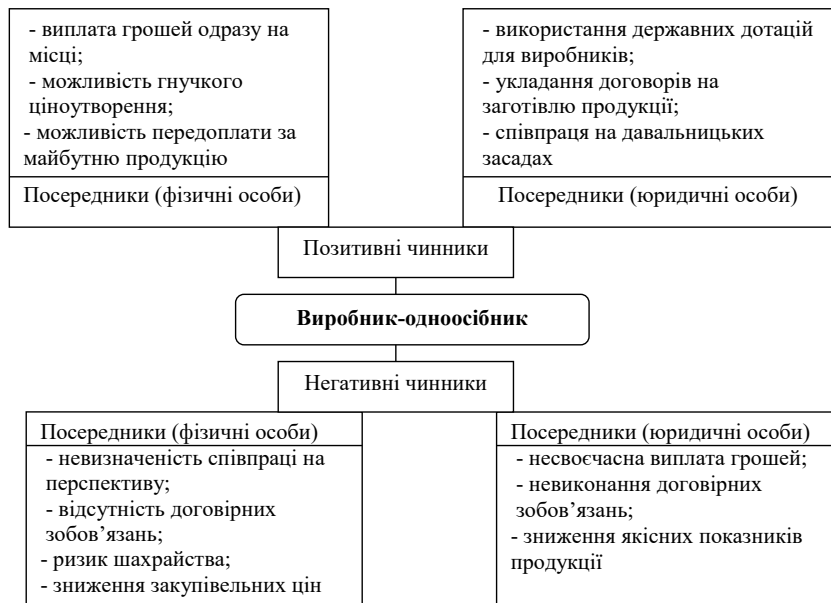 - виплата грошей одразу на
місці;
- можливість гнучкого
ціноутворення;
- можливість передоплати за
майбутню продукцію
Посередники (фізичні особи)
- використання державних дотацій
для виробників;
- укладання договорів на
заготівлю продукції;
- співпраця на давальницьких
засадах
Посередники (юридичні особи)
Позитивні чинники
Виробник-одноосібник
Негативні чинники
Посередники (фізичні особи)
- невизначеність співпраці на
перспективу;
- відсутність договірних
зобов’язань;
- ризик шахрайства;
- зниження закупівельних цін
Посередники (юридичні особи)
- несвоєчасна виплата грошей;
- невиконання договірних
зобов’язань;
- зниження якісних показників
продукції